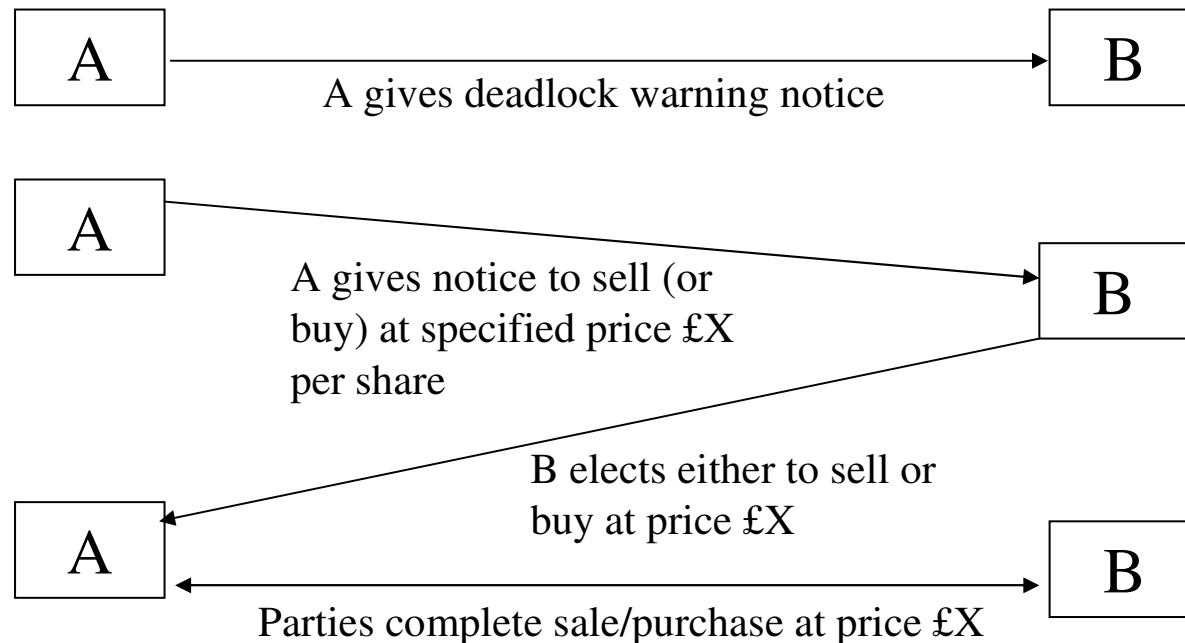 A
B
A gives deadlock warning notice
A
B
A gives notice to sell (or
buy) at specified price £X
per share
B elects either to sell or
buy at price £X
A
B
Parties complete sale/purchase at price £X